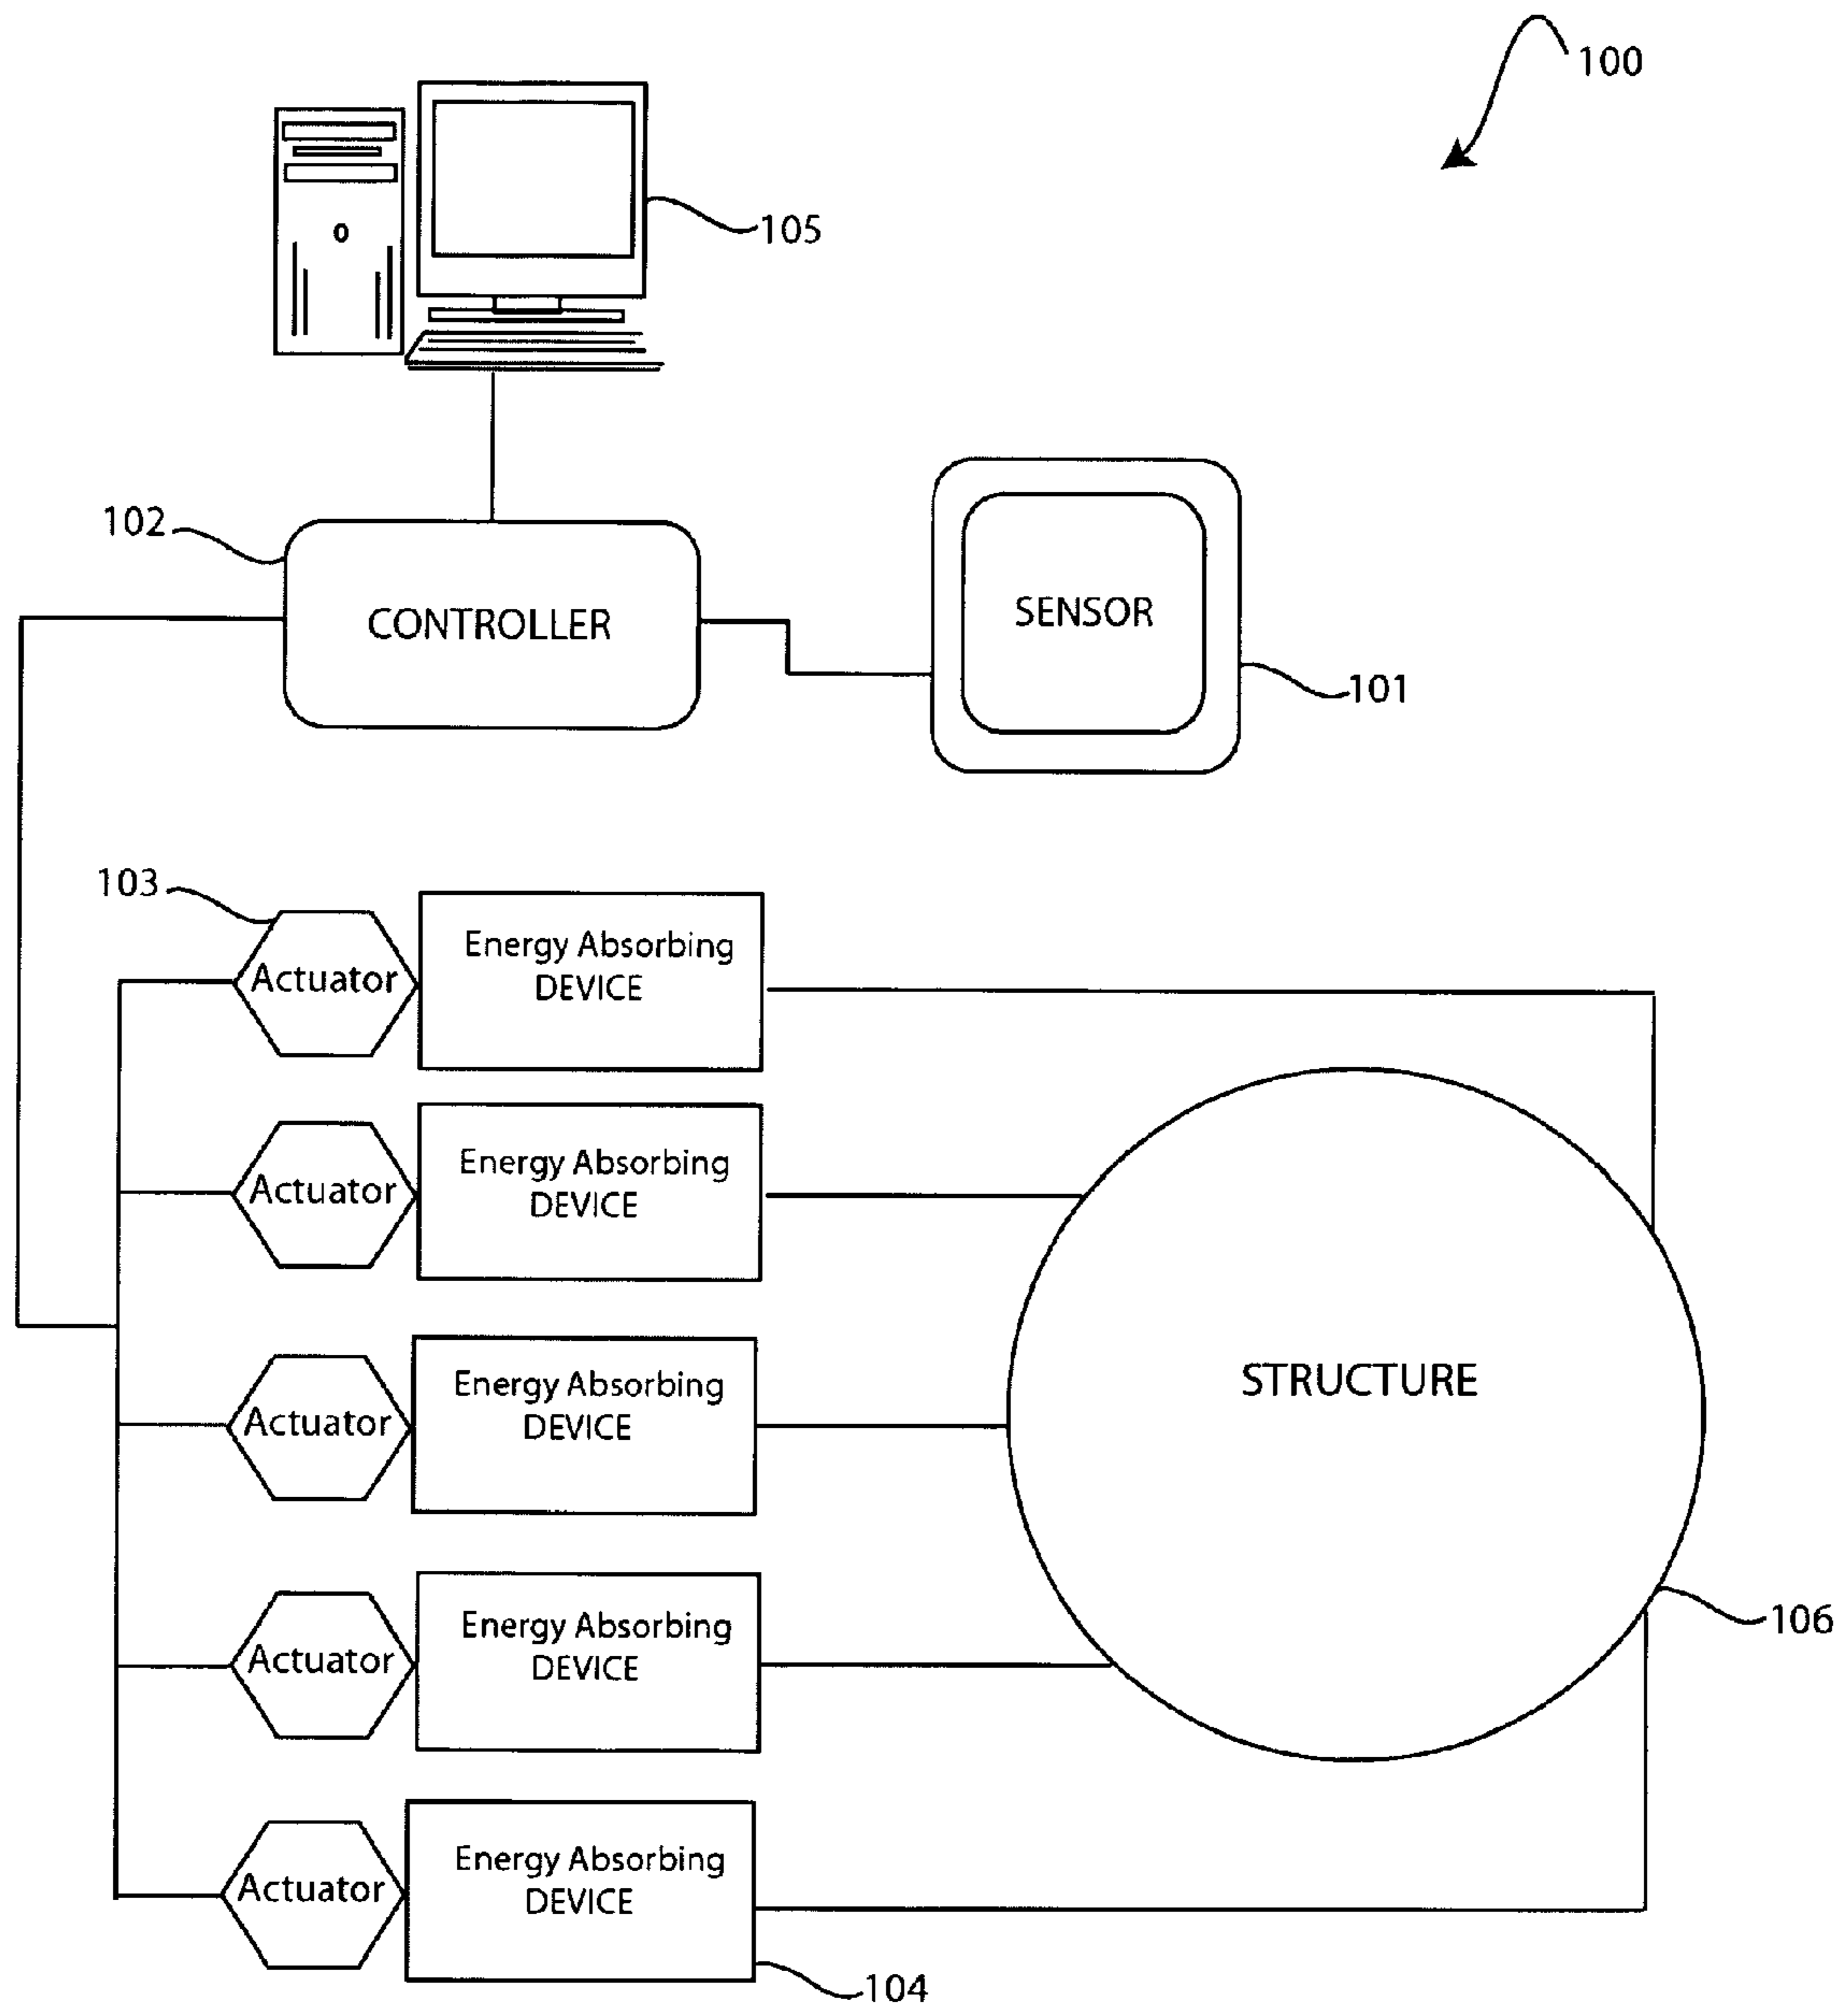 100
105
102
CONTROLLER
SENSOR
101
103
Actuator
Energy Absorbing
DEVICE
Actuator
Energy Absorbing
DEVICE
Actuator
Energy Absorbing
DEVICE
STRUCTURE
Actuator
Energy Absorbing
DEVICE
106
Actuator
Energy Absorbing
DEVICE
104